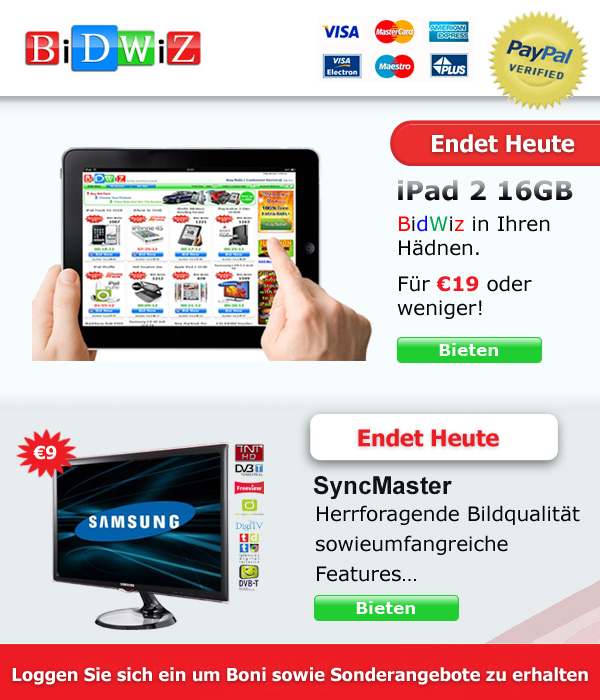 BiDWiZ
VISA
MasterCard
AMERICAN EXPRESS
VISA Electron
Maestro
PLUS
PayPal
VERIFIED
Endet Heute
iPad 2 16GB
BidWiz in Ihren
Hädnen.
Für €19 oder
weniger!
Bieten
€9
Endet Heute
SyncMaster
Herrforagende Bildqualität
sowieumfangreiche
Features...
Bieten
SAMSUNG
SAMSUNG
TNT
HD
DVB T
Freeview
DigiTV
DVB-T
Loggen Sie sich ein um Boni sowie Sonderangebote zu erhalten